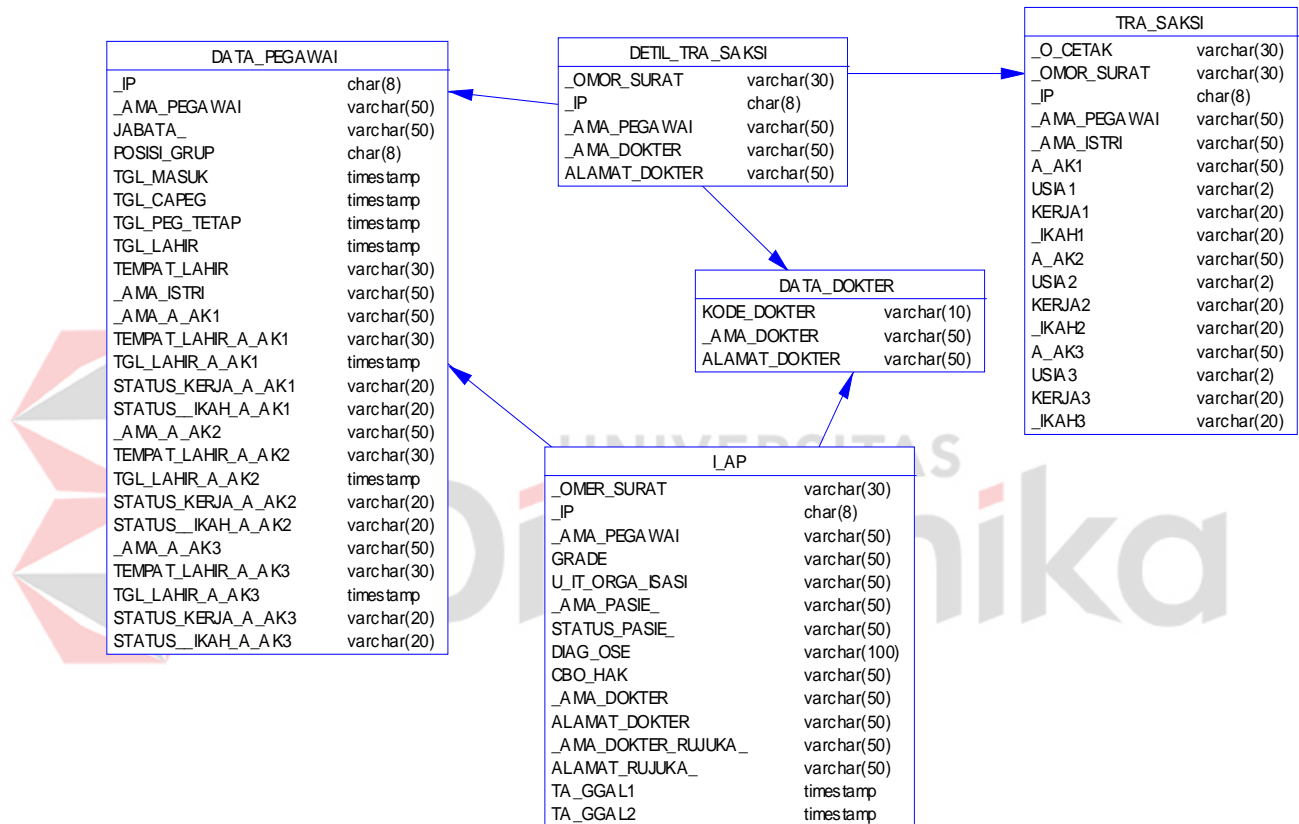 DATA_PEGAWAI
_IP char(8)
_AMA_PEGAWAI varchar(50)
JABATA_ varchar(50)
POSISI_GRUP char(8)
TGL_MASUK timestamp
TGL_CAPEG timestamp
TGL_PEG_TETAP timestamp
TGL_LAHIR timestamp
TEMPAT_LAHIR varchar(30)
_AMA_ISTRI varchar(50)
_AMA_A_AK1 varchar(50)
TEMPAT_LAHIR_A_AK1 varchar(30)
TGL_LAHIR_A_AK1 timestamp
STATUS_KERJA_A_AK1 varchar(20)
STATUS__IKAH_A_AK1 varchar(20)
_AMA_A_AK2 varchar(50)
TEMPAT_LAHIR_A_AK2 varchar(30)
TGL_LAHIR_A_AK2 timestamp
STATUS_KERJA_A_AK2 varchar(20)
STATUS__IKAH_A_AK2 varchar(20)
_AMA_A_AK3 varchar(50)
TEMPAT_LAHIR_A_AK3 varchar(30)
TGL_LAHIR_A_AK3 timestamp
STATUS_KERJA_A_AK3 varchar(20)
STATUS__IKAH_A_AK3 varchar(20)
DETIL_TRA_SAKSI
_OMOR_SURAT varchar(30)
_IP char(8)
_AMA_PEGAWAI varchar(50)
_AMA_DOKTER varchar(50)
ALAMAT_DOKTER varchar(50)
TRA_SAKSI
_O_CETAK varchar(30)
_OMOR_SURAT varchar(30)
_IP char(8)
_AMA_PEGAWAI varchar(50)
_AMA_ISTRI varchar(50)
A_AK1 varchar(50)
USIA1 varchar(2)
KERJA1 varchar(20)
_IKAH1 varchar(20)
A_AK2 varchar(50)
USIA2 varchar(2)
KERJA2 varchar(20)
_IKAH2 varchar(20)
A_AK3 varchar(50)
USIA3 varchar(2)
KERJA3 varchar(20)
_IKAH3 varchar(20)
DATA_DOKTER
KODE_DOKTER varchar(10)
_AMA_DOKTER varchar(50)
ALAMAT_DOKTER varchar(50)
I_AP
_OMER_SURAT varchar(30)
_IP char(8)
_AMA_PEGAWAI varchar(50)
GRADE varchar(50)
U_IT_ORGA_ISASI varchar(50)
_AMA_PASIE_ varchar(50)
STATUS_PASIE_ varchar(50)
DIAG_OSE varchar(100)
CBO_HAK varchar(50)
_AMA_DOKTER varchar(50)
ALAMAT_DOKTER varchar(50)
_AMA_DOKTER_RUJUKA_ varchar(50)
ALAMAT_RUJUKA_ varchar(50)
TA_GGAL1 timestamp
TA_GGAL2 timestamp
UNIVERSITAS